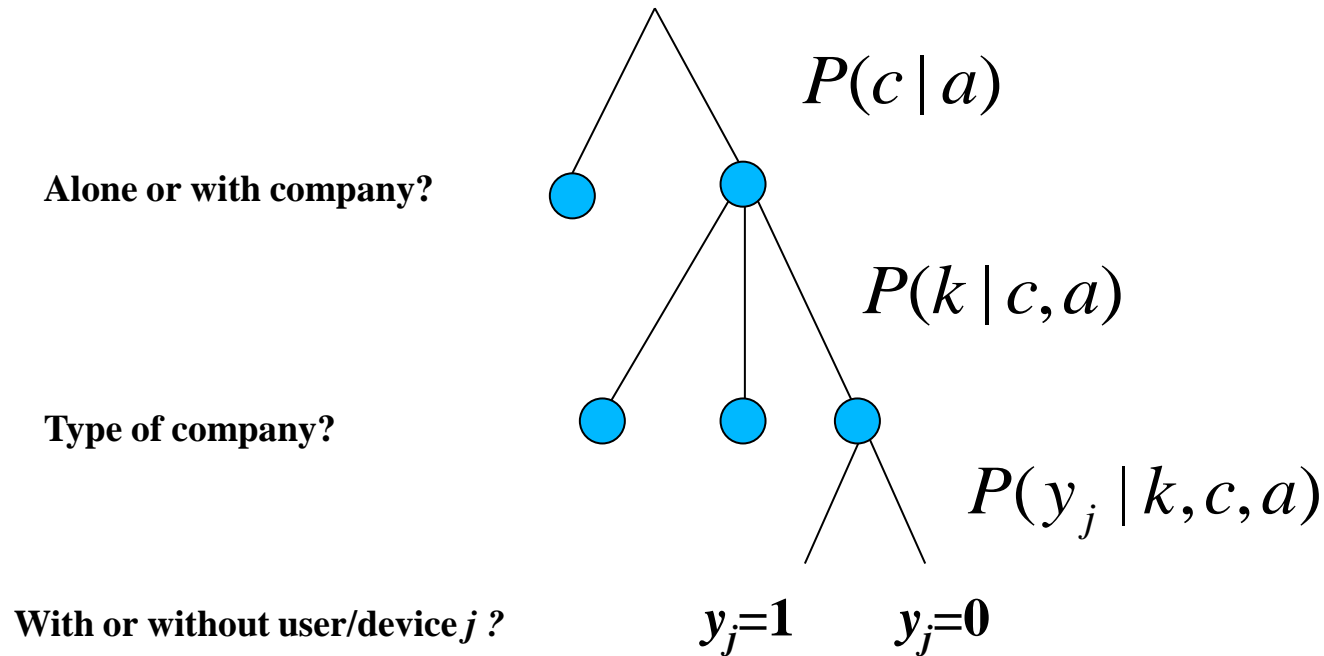 P(c | a)
Alone or with company?
P(k | c, a)
Type of company?
P(y_j | k, c, a)
With or without user/device j ?
y_j=1 y_j=0